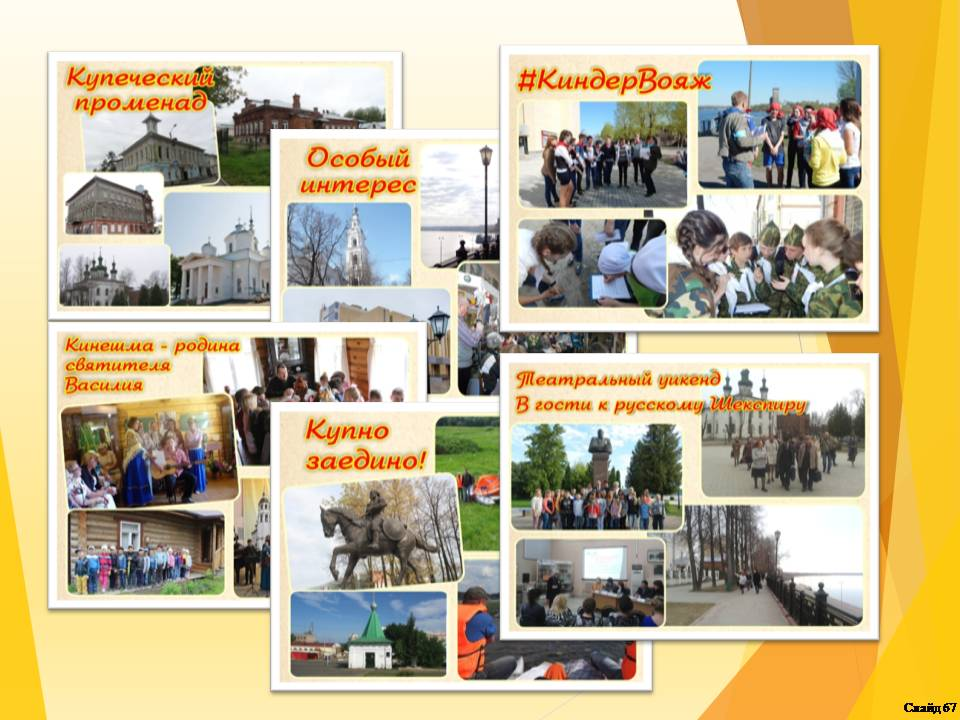 Купеческий
променад
#КиндерВояж
Особый
интерес
Кинешма - родина
святителя
Василия
Театральный уикенд
В гости к русскому Шекспиру
Купно
заедино!
Слайд 67